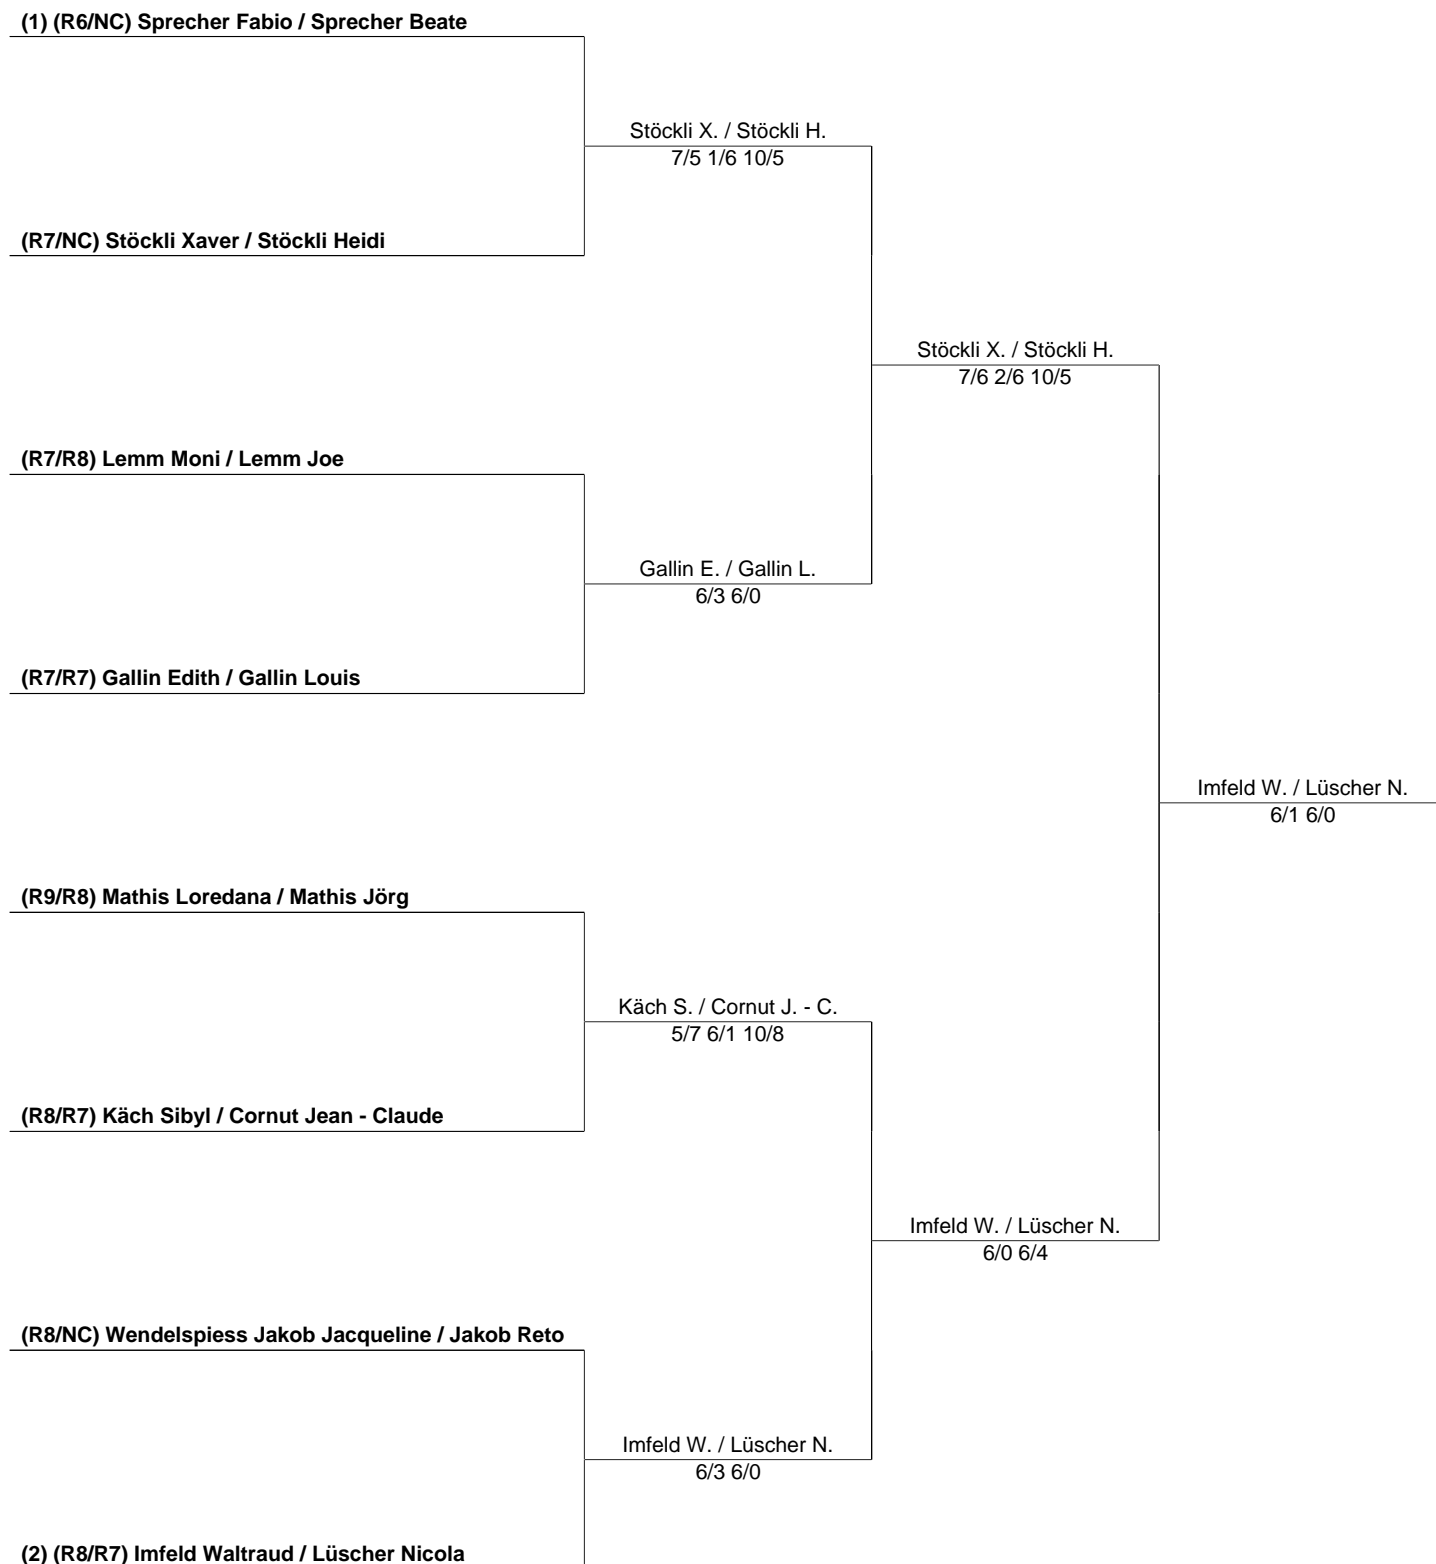 (1) (R6/NC) Sprecher Fabio / Sprecher Beate
Stöckli X. / Stöckli H.
7/5 1/6 10/5
(R7/NC) Stöckli Xaver / Stöckli Heidi
Stöckli X. / Stöckli H.
7/6 2/6 10/5
(R7/R8) Lemm Moni / Lemm Joe
Gallin E. / Gallin L.
6/3 6/0
(R7/R7) Gallin Edith / Gallin Louis
Imfeld W. / Lüscher N.
6/1 6/0
(R9/R8) Mathis Loredana / Mathis Jörg
Käch S. / Cornut J. - C.
5/7 6/1 10/8
(R8/R7) Käch Sibyl / Cornut Jean - Claude
Imfeld W. / Lüscher N.
6/0 6/4
(R8/NC) Wendelspiess Jakob Jacqueline / Jakob Reto
Imfeld W. / Lüscher N.
6/3 6/0
(2) (R8/R7) Imfeld Waltraud / Lüscher Nicola